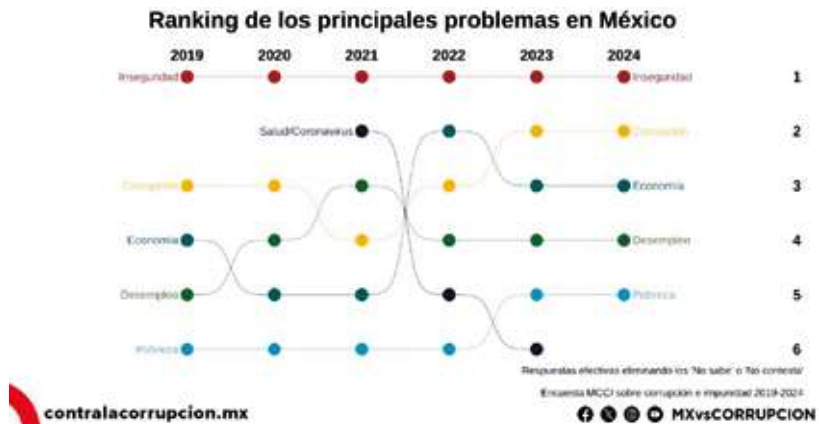 Ranking de los principales problemas en México
2019 2020 2021 2022 2023 2024
Inseguridad Inseguridad 1
Salud/Coronavirus 2
Corrupción Corrupción
Economía 3
Economía
Desempleo 4
Desempleo
Pobreza 5
Pobreza 6
Respuestas efectivas eliminando los 'No sabe' o 'No contesta'
Encuesta MCCI sobre corrupción e impunidad 2019-2024
contralacorrupcion.mx MXvsCORRUPCION